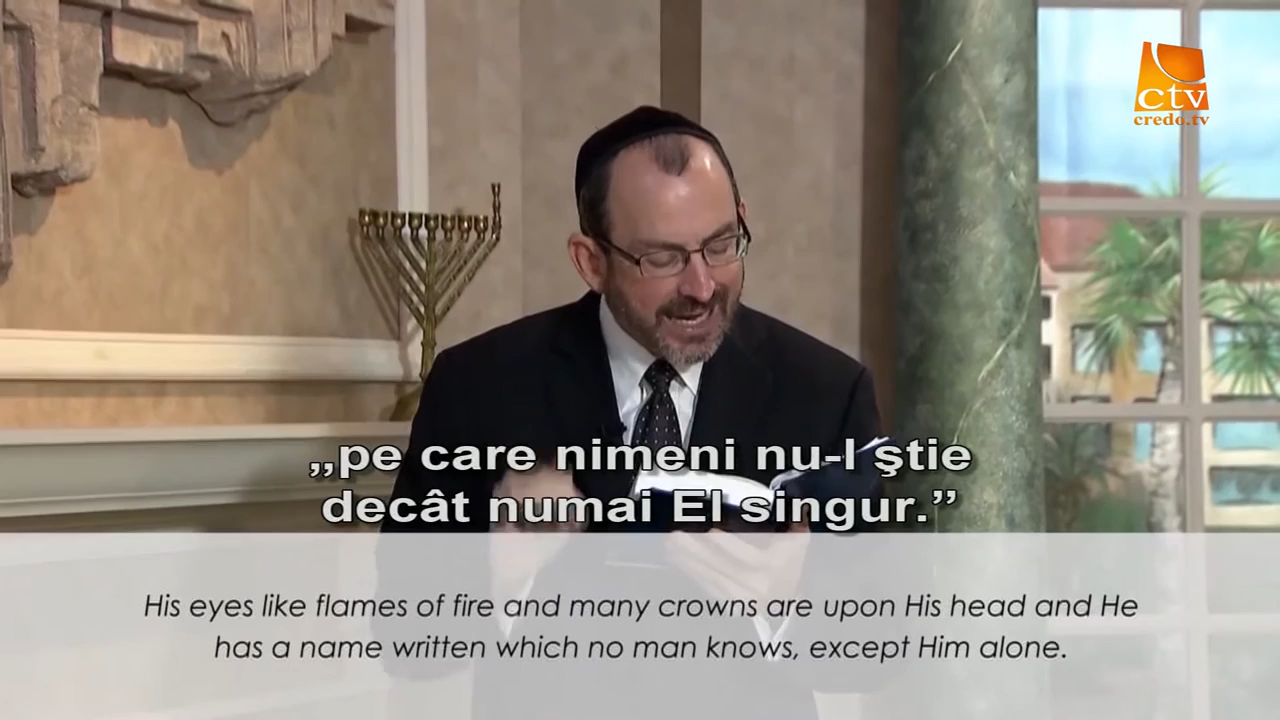 ctv
credo.tv
„pe care nimeni nu-l ştie
decât numai El singur.”
His eyes like flames of fire and many crowns are upon His head and He
has a name written which no man knows, except Him alone.